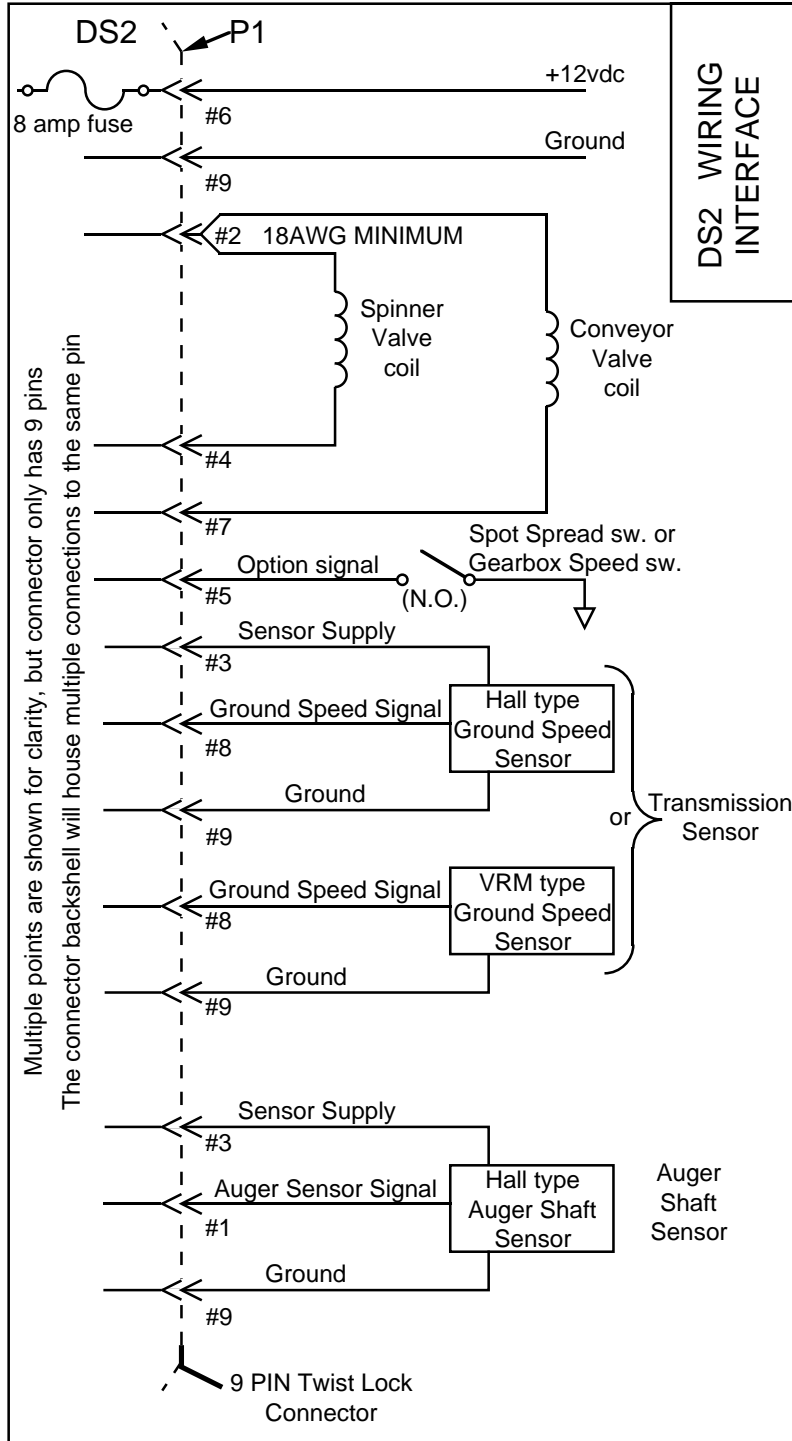 DS2
P1
DS2 WIRING
INTERFACE
+12vdc
8 amp fuse
#6
Ground
#9
#2 18AWG MINIMUM
Spinner
Valve
coil
Conveyor
Valve
coil
Multiple points are shown for clarity, but connector only has 9 pins
The connector backshell will house multiple connections to the same pin
#4
#7
Spot Spread sw. or
Gearbox Speed sw.
Option signal
(N.O.)
#5
Sensor Supply
#3
Hall type
Ground Speed
Sensor
Ground Speed Signal
#8
Ground
#9
or
Transmission
Sensor
Ground Speed Signal
#8
VRM type
Ground Speed
Sensor
Ground
#9
Sensor Supply
#3
Auger Sensor Signal
#1
Hall type
Auger Shaft
Sensor
Auger
Shaft
Sensor
Ground
#9
9 PIN Twist Lock
Connector